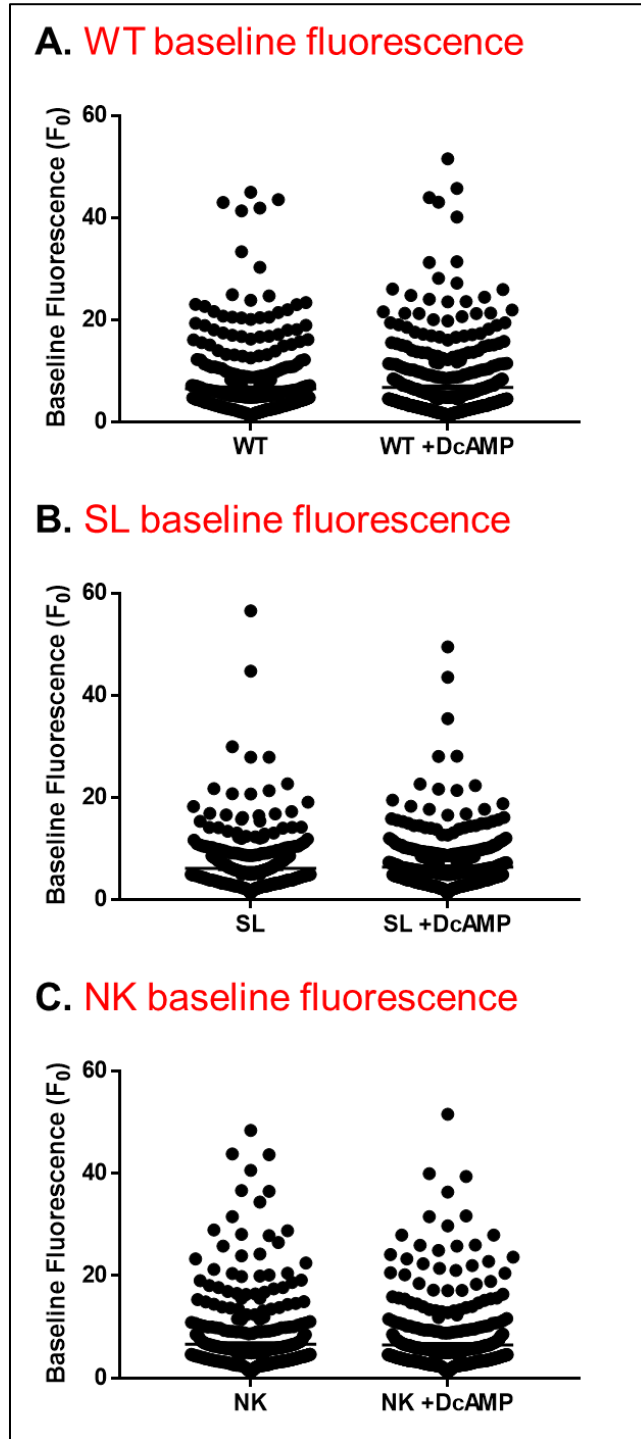 A. WT baseline fluorescence
Baseline Fluorescence (F₀)
60
40
20
0
WT
WT +DcAMP
B. SL baseline fluorescence
Baseline Fluorescence (F₀)
60
40
20
0
SL
SL +DcAMP
C. NK baseline fluorescence
Baseline Fluorescence (F₀)
60
40
20
0
NK
NK +DcAMP